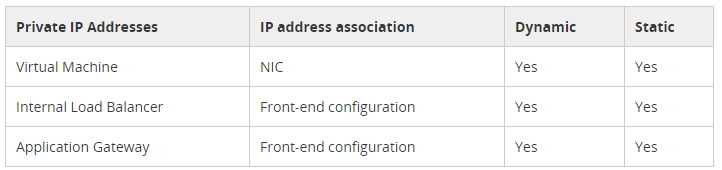 Private IP Addresses IP address association Dynamic Static
Virtual Machine NIC Yes Yes
Internal Load Balancer Front-end configuration Yes Yes
Application Gateway Front-end configuration Yes Yes